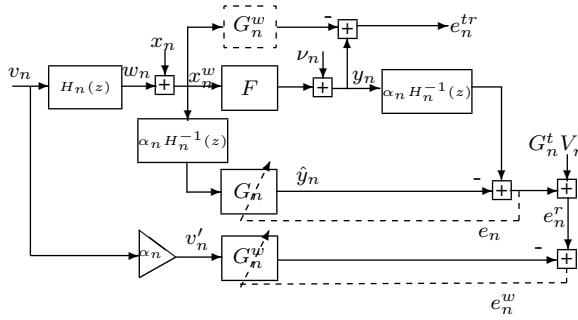 G_n^w
-
+
e_n^{tr}
x_n
ν_n
v_n
H_n(z)
w_n
+
x_n^w
F
+
y_n
α_n H_n^{-1}(z)
α_n H_n^{-1}(z)
G_n^t V_n
G_n
ŷ_n
-
+
+
e_n
e_n^r
α_n
v'_n
G_n^w
-
+
e_n^w